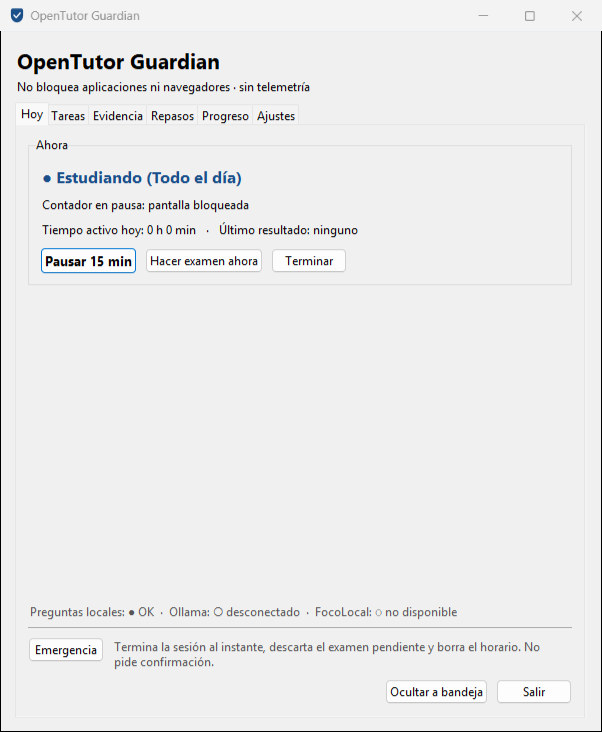 OpenTutor Guardian
OpenTutor Guardian
No bloquea aplicaciones ni navegadores · sin telemetría
Hoy Tareas Evidencia Repasos Progreso Ajustes
Ahora
● Estudiando (Todo el día)
Contador en pausa: pantalla bloqueada
Tiempo activo hoy: 0 h 0 min · Último resultado: ninguno
Pausar 15 min Hacer examen ahora Terminar
Preguntas locales: ● OK · Ollama: ○ desconectado · FocoLocal: ○ no disponible
Emergencia Termina la sesión al instante, descarta el examen pendiente y borra el horario. No
pide confirmación.
Ocultar a bandeja Salir